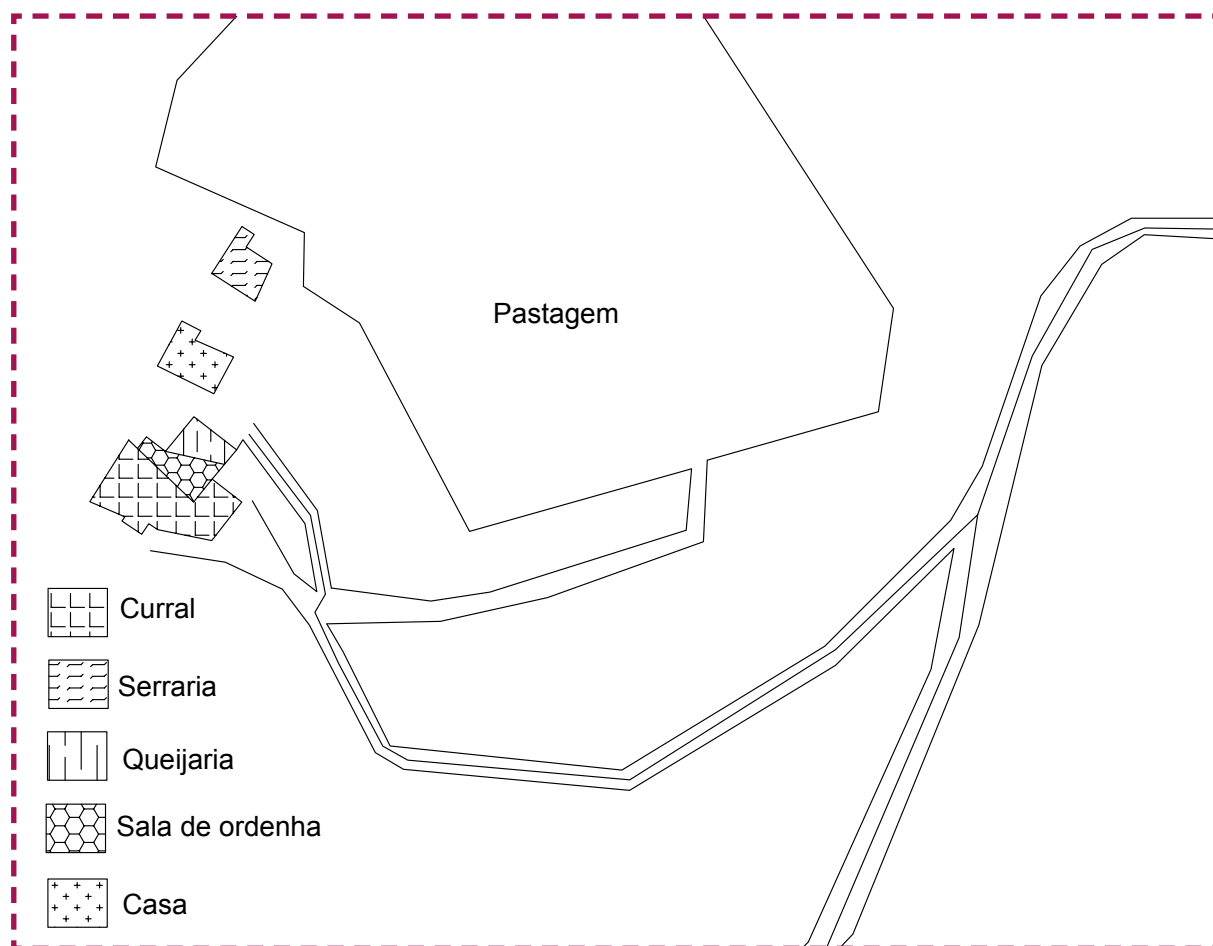 Pastagem
Curral
Serraria
Queijaria
Sala de ordenha
Casa